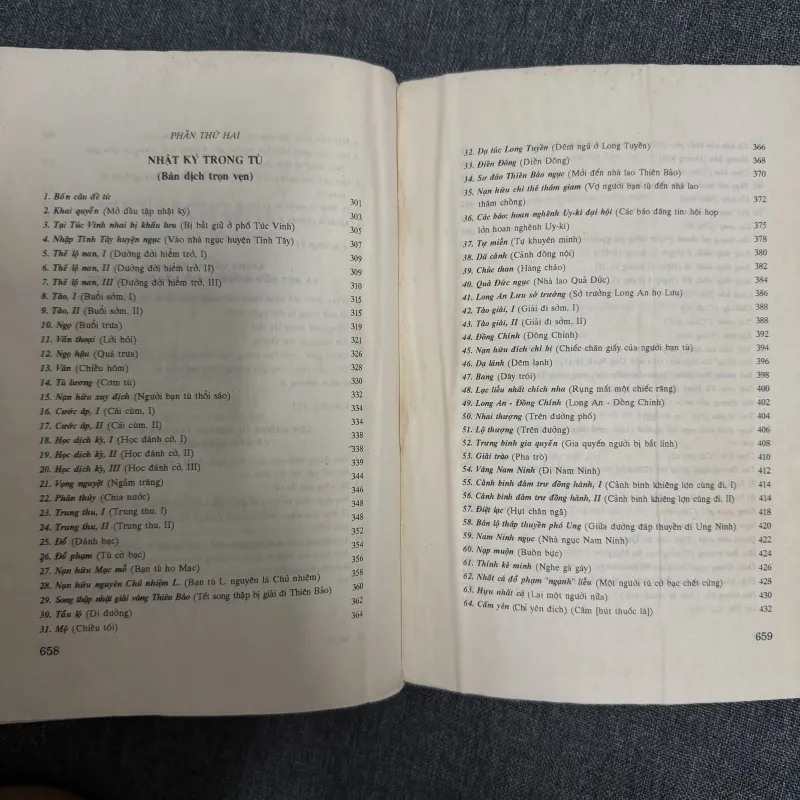 PHẦN THỨ HAI
NHẬT KÝ TRONG TÙ
(Bản dịch trọn vẹn)
1. Bốn câu đề từ 301
2. Khai quyển (Mở đầu tập nhật ký) 303
3. Tại Túc Vinh nhai bị khấu lưu (Bị bắt giữ ở phố Túc Vinh) 305
4. Nhập Tĩnh Tây huyện ngục (Vào nhà ngục huyện Tĩnh Tây) 307
5. Thế lộ nan, I (Đường đời hiểm trở, I) 309
6. Thế lộ nan, II (Đường đời hiểm trở, II) 309
7. Thế lộ nan, III (Đường đời hiểm trở, III) 310
8. Tảo, I (Buổi sớm, I) 315
9. Tảo, II (Buổi sớm, II) 315
10. Ngọ (Buổi trưa) 319
11. Vấn thoại (Lời hỏi) 321
12. Ngọ hậu (Quá trưa) 326
13. Vãn (Chiều hôm) 328
14. Tù lương (Cơm tù) 330
15. Nạn hữu xuy địch (Người bạn tù thổi sáo) 332
16. Cước áp, I (Cái cùm, I) 334
17. Cước áp, II (Cái cùm, II) 334
18. Học dịch kỳ, I (Học đánh cờ, I) 338
19. Học dịch kỳ, II (Học đánh cờ, II) 338
20. Học dịch kỳ, III (Học đánh cờ, III) 339
21. Vọng nguyệt (Ngắm trăng) 344
22. Phân thủy (Chia nước) 346
23. Trung thu, I (Trung thu, I) 348
24. Trung thu, II (Trung thu, II) 348
25. Đổ (Đánh bạc) 352
26. Đổ phạm (Tù cờ bạc) 354
27. Nạn hữu Mạc mỗ (Bạn tù họ Mạc) 356
28. Nạn hữu nguyên Chủ nhiệm L. (Bạn tù L. nguyên là Chủ nhiệm) 358
29. Song thập nhật giải vãng Thiên Bảo (Tết song thập bị giải đi Thiên Bảo) 360
30. Tẩu lộ (Đi đường) 362
31. Mộ (Chiều tối) 364
658
32. Dạ túc Long Tuyền (Đêm ngủ ở Long Tuyền) 366
33. Điền Đông (Điền Đông) 368
34. Sơ đáo Thiên Bảo ngục (Mới đến nhà lao Thiên Bảo) 370
35. Nạn hữu chi thê thám giam (Vợ người bạn tù đến nhà lao
thăm chồng) 372
36. Các báo: hoan nghênh Uy-ki đại hội (Các báo đăng tin: hội họp
lớn hoan nghênh Uy-ki) 375
37. Tự miễn (Tự khuyên mình) 378
38. Dã cảnh (Cảnh đồng nội) 380
39. Chúc than (Hàng cháo) 382
40. Quả Đức ngục (Nhà lao Quả Đức) 384
41. Long An Lưu sở trưởng (Sở trưởng Long An họ Lưu) 386
42. Tảo giải, I (Giải đi sớm, I) 388
43. Tảo giải, II (Giải đi sớm, II) 388
44. Đồng Chính (Đồng Chính) 392
45. Nạn hữu đích chỉ bị (Chiếc chăn giấy của người bạn tù) 394
46. Dạ lãnh (Đêm lạnh) 396
47. Bang (Dây trói) 398
48. Lạc liễu nhất chích nha (Rụng mất một chiếc răng) 400
49. Long An - Đồng Chính (Long An - Đồng Chính) 402
50. Nhai thượng (Trên đường phố) 404
51. Lộ thượng (Trên đường) 406
52. Trưng binh gia quyến (Gia quyến người bị bắt lính) 408
53. Giải trào (Pha trò) 410
54. Vãng Nam Ninh (Đi Nam Ninh) 412
55. Cảnh binh đảm trư đồng hành, I (Cảnh binh khiêng lợn cùng đi, I) 414
56. Cảnh binh đảm trư đồng hành, II (Cảnh binh khiêng lợn cùng đi, II) 414
57. Điệt lạc (Hụt chân ngã) 418
58. Bán lộ tháp thuyền phó Ung (Giữa đường đáp thuyền đi Ung Ninh) 420
59. Nam Ninh ngục (Nhà ngục Nam Ninh) 422
60. Nạp muộn (Buồn bực) 424
61. Thính kê minh (Nghe gà gáy) 426
62. Nhất cá đổ phạm "ngạnh" liễu (Một người tù cờ bạc chết cứng) 428
63. Hựu nhất cá (Lại một người nữa) 430
64. Cấm yên (Chỉ yên đích) (Cấm [hút thuốc lá]) 432
659